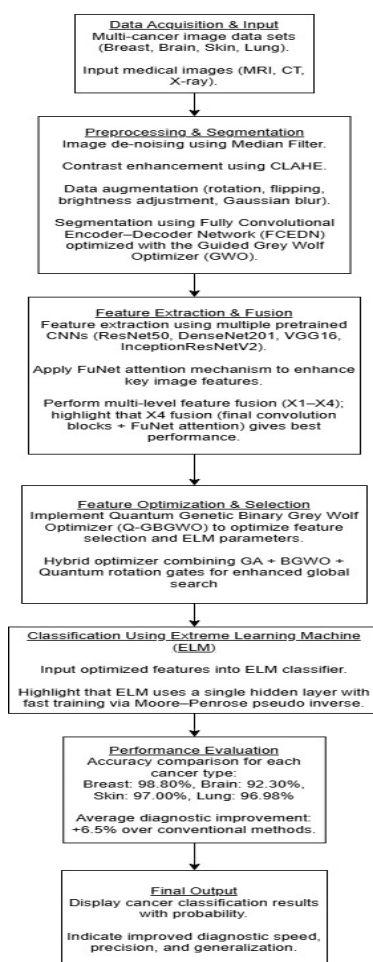 Data Acquisition & Input
Multi-cancer image data sets
(Breast, Brain, Skin, Lung).
Input medical images (MRI, CT,
X-ray).
Preprocessing & Segmentation
Image de-noising using Median Filter.
Contrast enhancement using CLAHE.
Data augmentation (rotation, flipping,
brightness adjustment, Gaussian blur).
Segmentation using Fully Convolutional
Encoder–Decoder Network (FCEDN)
optimized with the Guided Grey Wolf
Optimizer (GWO).
Feature Extraction & Fusion
Feature extraction using multiple pretrained
CNNs (ResNet50, DenseNet201, VGG16,
InceptionResNetV2).
Apply FuNet attention mechanism to enhance
key image features.
Perform multi-level feature fusion (X1–X4);
highlight that X4 fusion (final convolution
blocks + FuNet attention) gives best
performance.
Feature Optimization & Selection
Implement Quantum Genetic Binary Grey Wolf
Optimizer (Q-GBGWO) to optimize feature
selection and ELM parameters.
Hybrid optimizer combining GA + BGWO +
Quantum rotation gates for enhanced global
search
Classification Using Extreme Learning Machine
(ELM)
Input optimized features into ELM classifier.
Highlight that ELM uses a single hidden layer with
fast training via Moore–Penrose pseudo inverse.
Performance Evaluation
Accuracy comparison for each
cancer type:
Breast: 98.80%, Brain: 92.30%,
Skin: 97.00%, Lung: 96.98%
Average diagnostic improvement:
+6.5% over conventional methods.
Final Output
Display cancer classification results
with probability.
Indicate improved diagnostic speed,
precision, and generalization.